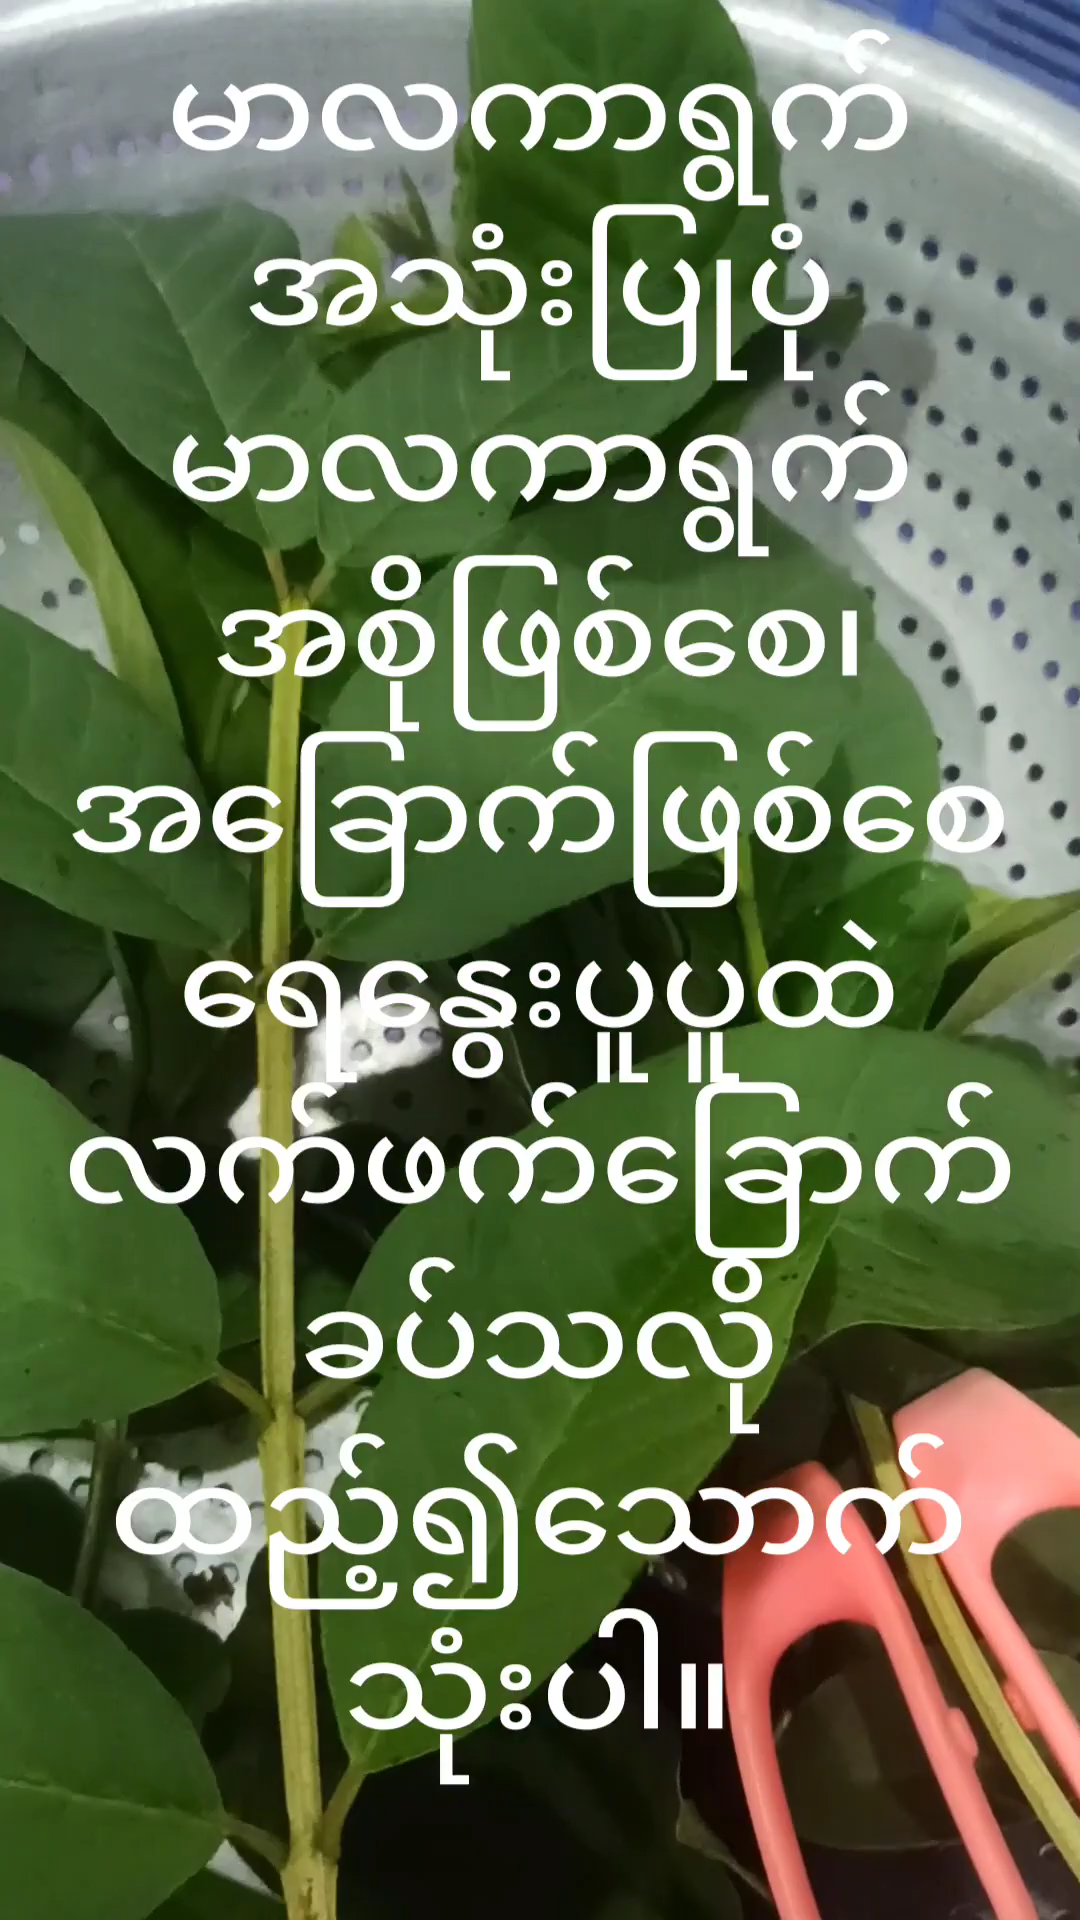 မာလကာရွက်
အသုံးပြုပုံ
မာလကာရွက်
အစိုဖြစ်စေ၊
အခြောက်ဖြစ်စေ
ရေနွေးပူပူထဲ
လက်ဖက်ခြောက်
ခပ်သလို
ထည့်၍သောက်
သုံးပါ။